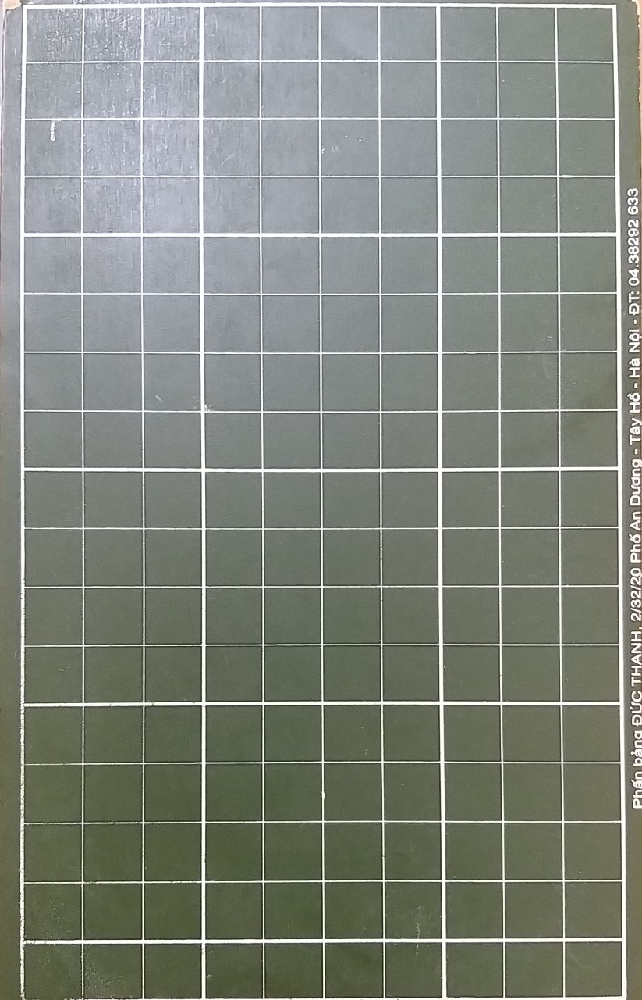 Phấn bảng ĐỨC THANH, 2/32/20 Phố An Dương - Tây Hồ - Hà Nội - ĐT: 04.38292 633